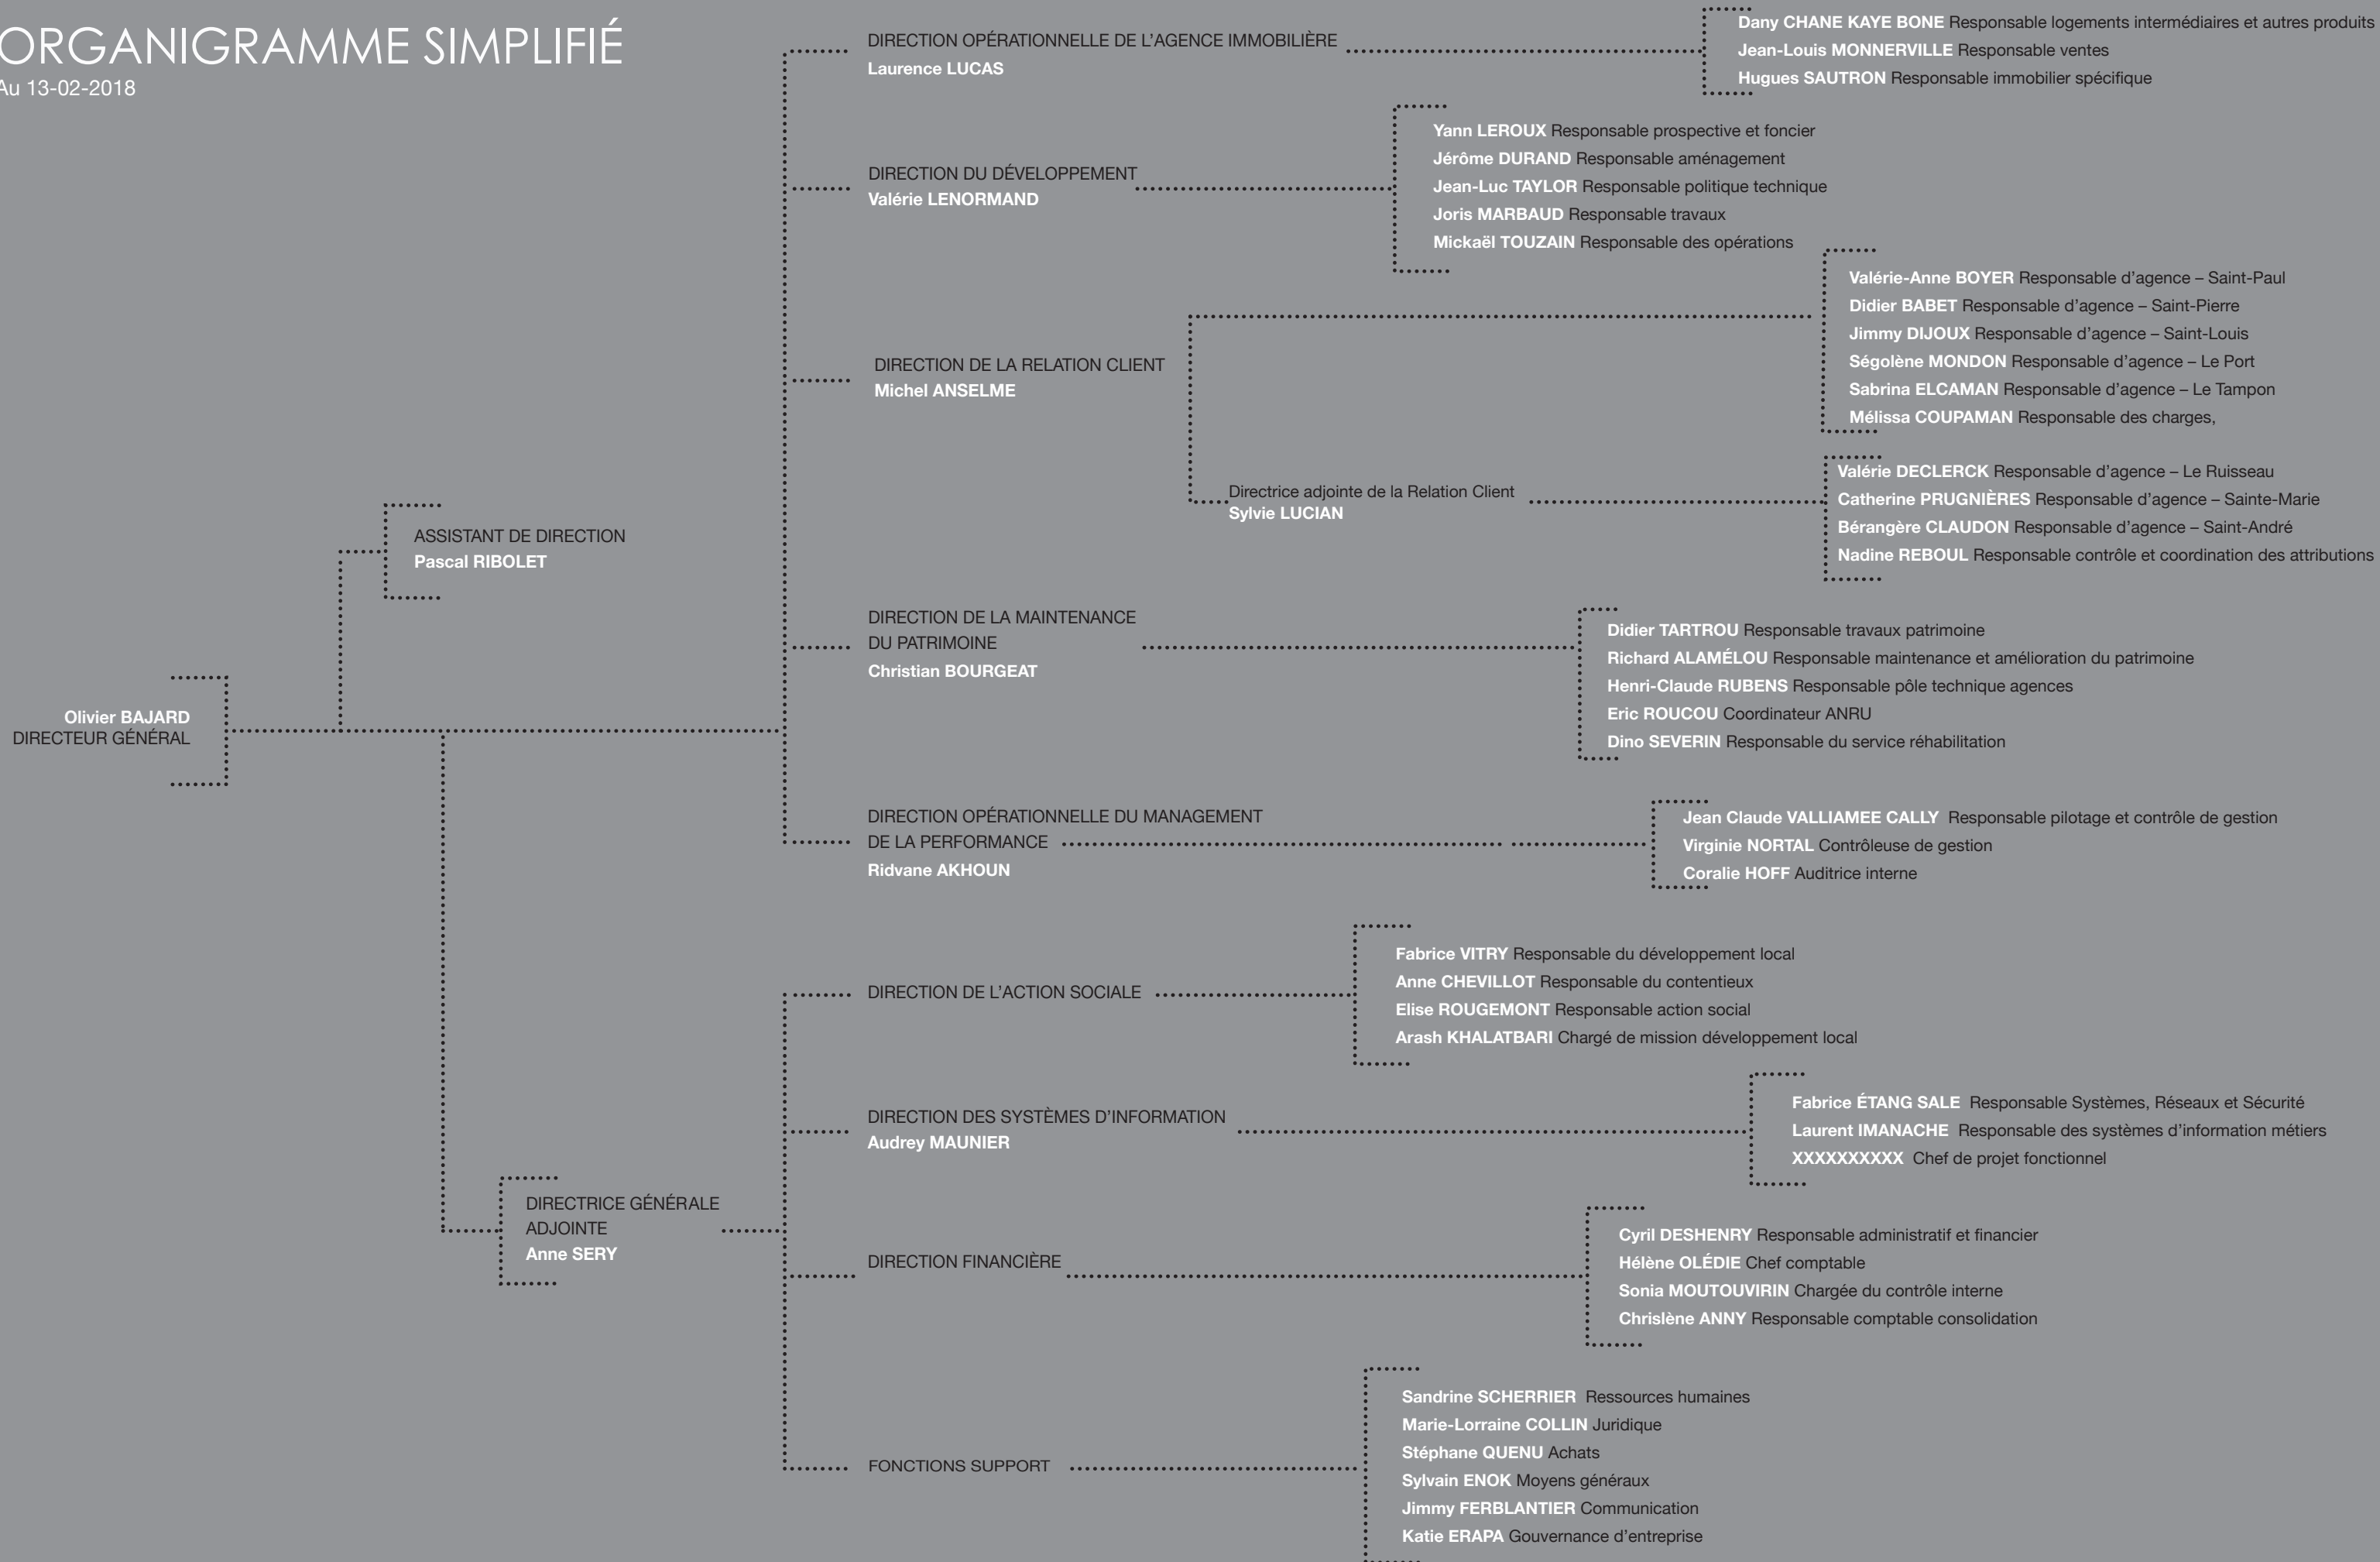 ORGANIGRAMME SIMPLIFIÉ
Au 13-02-2018
Olivier BAJARD
DIRECTEUR GÉNÉRAL
ASSISTANT DE DIRECTION
Pascal RIBOLET
DIRECTION OPÉRATIONNELLE DE L’AGENCE IMMOBILIÈRE
Laurence LUCAS
Dany CHANE KAYE BONE Responsable logements intermédiaires et autres produits
Jean-Louis MONNERVILLE Responsable ventes
Hugues SAUTRON Responsable immobilier spécifique
DIRECTION DU DÉVELOPPEMENT
Valérie LENORMAND
Yann LEROUX Responsable prospective et foncier
Jérôme DURAND Responsable aménagement
Jean-Luc TAYLOR Responsable politique technique
Joris MARBAUD Responsable travaux
Mickaël TOUZAIN Responsable des opérations
DIRECTION DE LA RELATION CLIENT
Michel ANSELME
Valérie-Anne BOYER Responsable d’agence – Saint-Paul
Didier BABET Responsable d’agence – Saint-Pierre
Jimmy DIJOUX Responsable d’agence – Saint-Louis
Ségolène MONDON Responsable d’agence – Le Port
Sabrina ELCAMAN Responsable d’agence – Le Tampon
Mélissa COUPAMAN Responsable des charges,
Directrice adjointe de la Relation Client
Sylvie LUCIAN
Valérie DECLERCK Responsable d’agence – Le Ruisseau
Catherine PRUGNIÈRES Responsable d’agence – Sainte-Marie
Bérangère CLAUDON Responsable d’agence – Saint-André
Nadine REBOUL Responsable contrôle et coordination des attributions
DIRECTION DE LA MAINTENANCE
DU PATRIMOINE
Christian BOURGEAT
Didier TARTROU Responsable travaux patrimoine
Richard ALAMÉLOU Responsable maintenance et amélioration du patrimoine
Henri-Claude RUBENS Responsable pôle technique agences
Eric ROUCOU Coordinateur ANRU
Dino SEVERIN Responsable du service réhabilitation
DIRECTION OPÉRATIONNELLE DU MANAGEMENT
DE LA PERFORMANCE
Ridvane AKHOUN
Jean Claude VALLIAMEE CALLY Responsable pilotage et contrôle de gestion
Virginie NORTAL Contrôleuse de gestion
Coralie HOFF Auditrice interne
DIRECTRICE GÉNÉRALE
ADJOINTE
Anne SERY
DIRECTION DE L’ACTION SOCIALE
Fabrice VITRY Responsable du développement local
Anne CHEVILLOT Responsable du contentieux
Elise ROUGEMONT Responsable action social
Arash KHALATBARI Chargé de mission développement local
DIRECTION DES SYSTÈMES D’INFORMATION
Audrey MAUNIER
Fabrice ÉTANG SALE Responsable Systèmes, Réseaux et Sécurité
Laurent IMANACHE Responsable des systèmes d’information métiers
XXXXXXXXXX Chef de projet fonctionnel
DIRECTION FINANCIÈRE
Cyril DESHENRY Responsable administratif et financier
Hélène OLÉDIE Chef comptable
Sonia MOUTOUVIRIN Chargée du contrôle interne
Chrislène ANNY Responsable comptable consolidation
FONCTIONS SUPPORT
Sandrine SCHERRIER Ressources humaines
Marie-Lorraine COLLIN Juridique
Stéphane QUENU Achats
Sylvain ENOK Moyens généraux
Jimmy FERBLANTIER Communication
Katie ERAPA Gouvernance d’entreprise